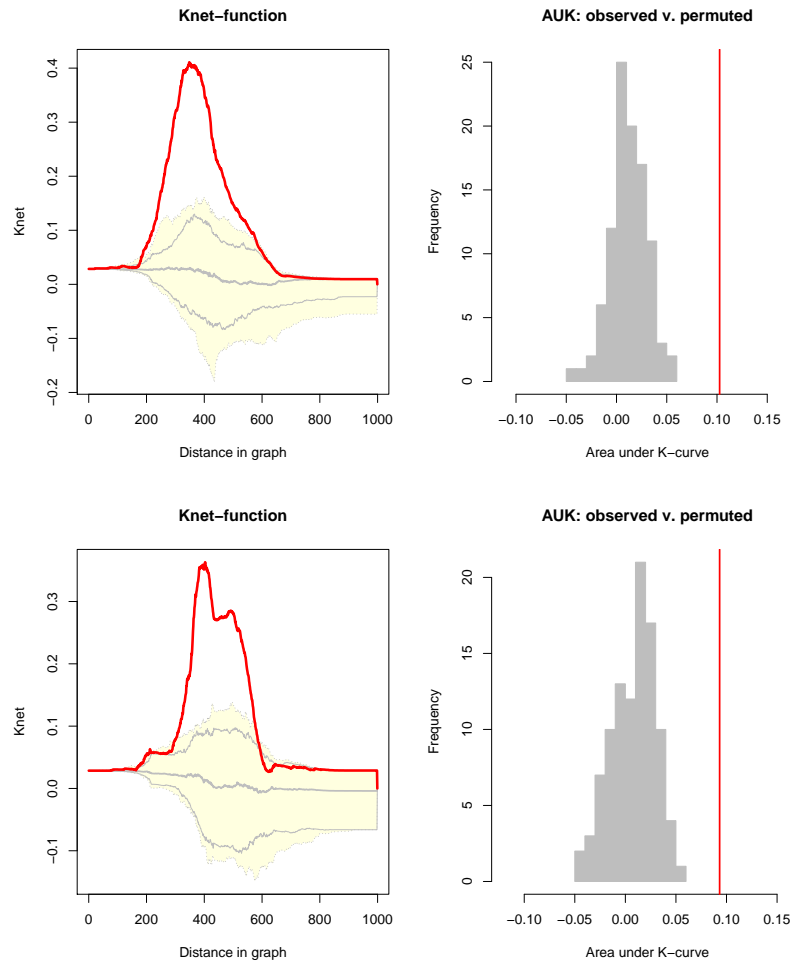 Knet−function
AUK: observed v. permuted
Knet
0.4
0.3
0.2
0.1
0.0
−0.1
−0.2
0 200 400 600 800 1000
Distance in graph
Frequency
25
20
15
10
5
0
−0.10 −0.05 0.00 0.05 0.10 0.15
Area under K−curve
Knet−function
AUK: observed v. permuted
Knet
0.3
0.2
0.1
0.0
−0.1
0 200 400 600 800 1000
Distance in graph
Frequency
20
15
10
5
0
−0.10 −0.05 0.00 0.05 0.10 0.15
Area under K−curve